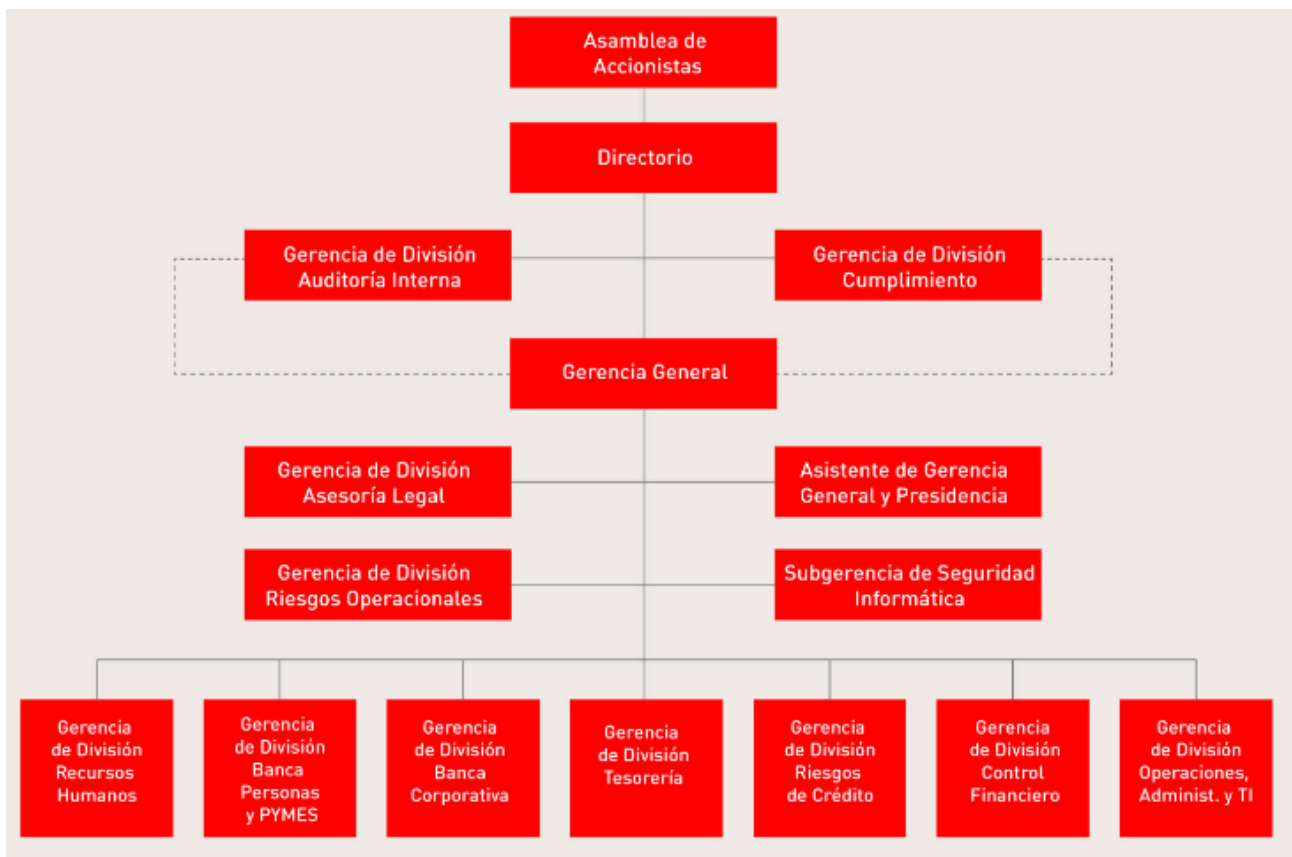 Asamblea de
Accionistas
Directorio
Gerencia de División
Auditoría Interna
Gerencia de División
Cumplimiento
Gerencia General
Gerencia de División
Asesoría Legal
Asistente de Gerencia
General y Presidencia
Gerencia de División
Riesgos Operacionales
Subgerencia de Seguridad
Informática
Gerencia
de División
Recursos
Humanos
Gerencia
de División
Banca
Personas
y PYMES
Gerencia
de División
Banca
Corporativa
Gerencia
de División
Tesorería
Gerencia
de División
Riesgos
de Crédito
Gerencia
de División
Control
Financiero
Gerencia
de División
Operaciones,
Administ. y TI